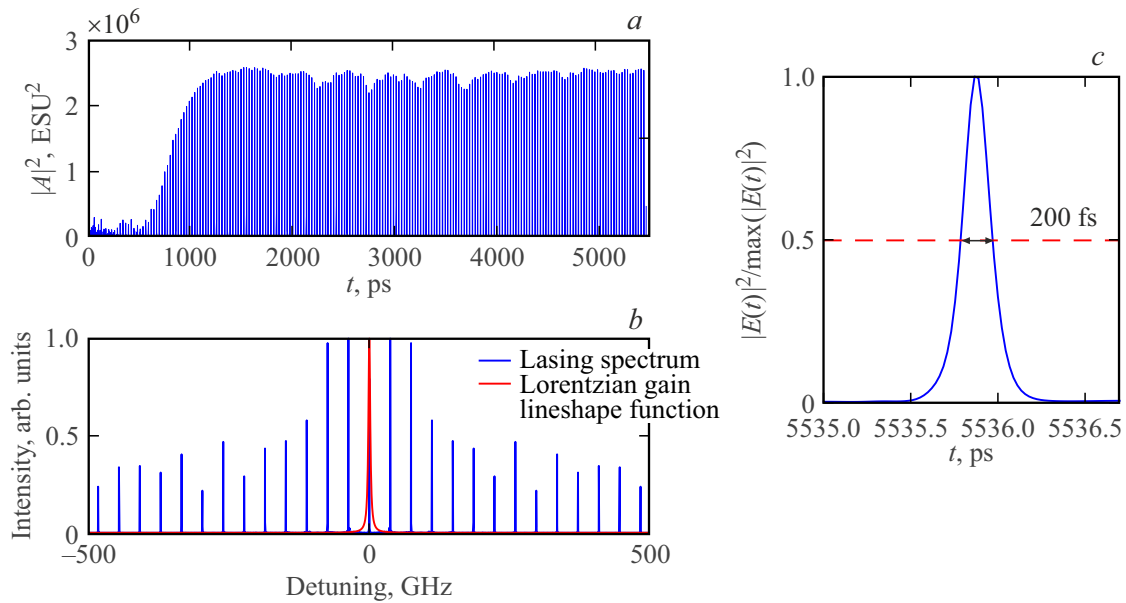 a
×10⁶
3
2
1
0
|A|², ESU²
0 1000 2000 3000 4000 5000
t, ps
b
1.0
0.5
0
Intensity, arb. units
Lasing spectrum
Lorentzian gain
lineshape function
–500 0 500
Detuning, GHz
c
1.0
0.5
0
|E(t)|²/max(|E(t)|²)
200 fs
5535.0 5535.5 5536.0 5536.5
t, ps